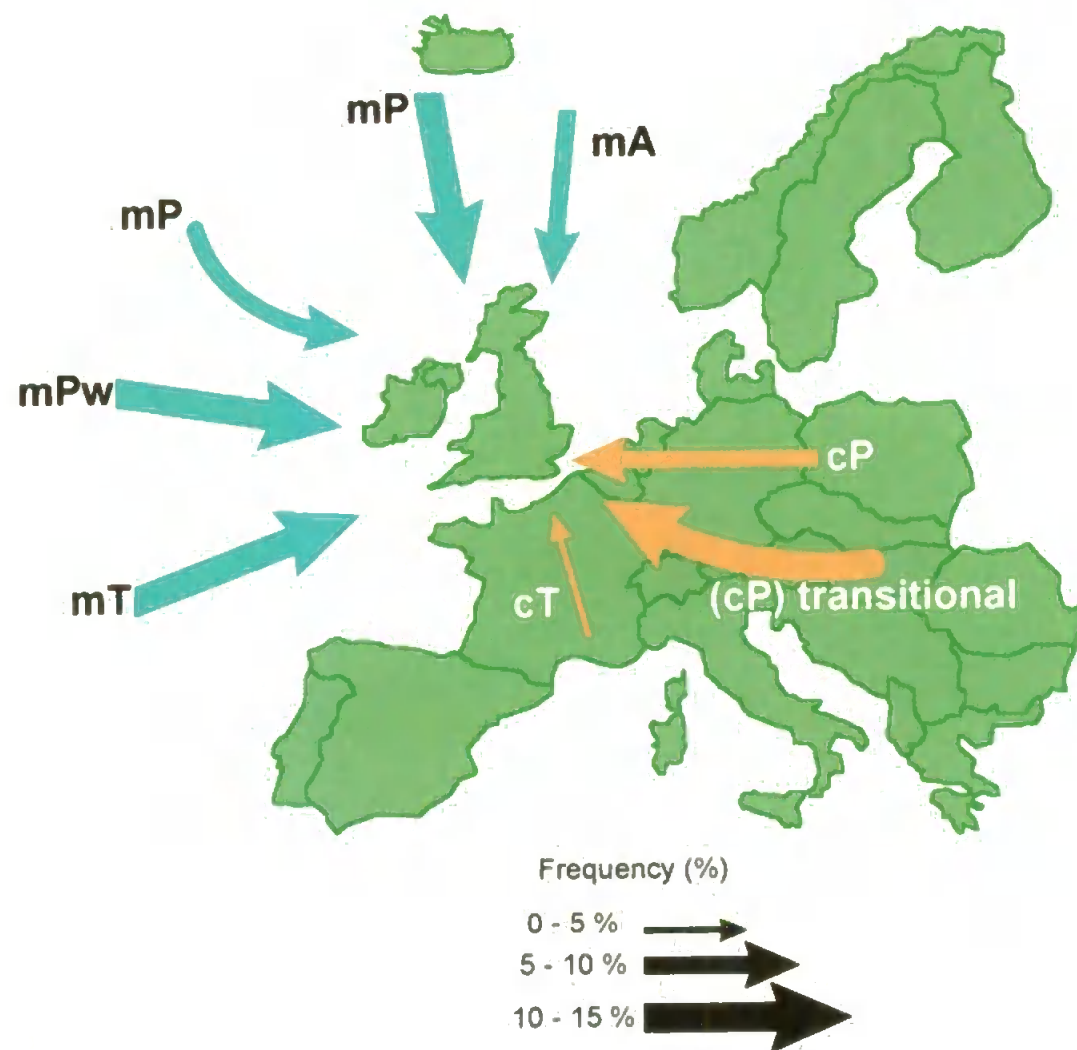 mP
mA
mP
mPw
cP
mT
cT
(cP) transitional
Frequency (%)
0 - 5 %
5 - 10 %
10 - 15 %